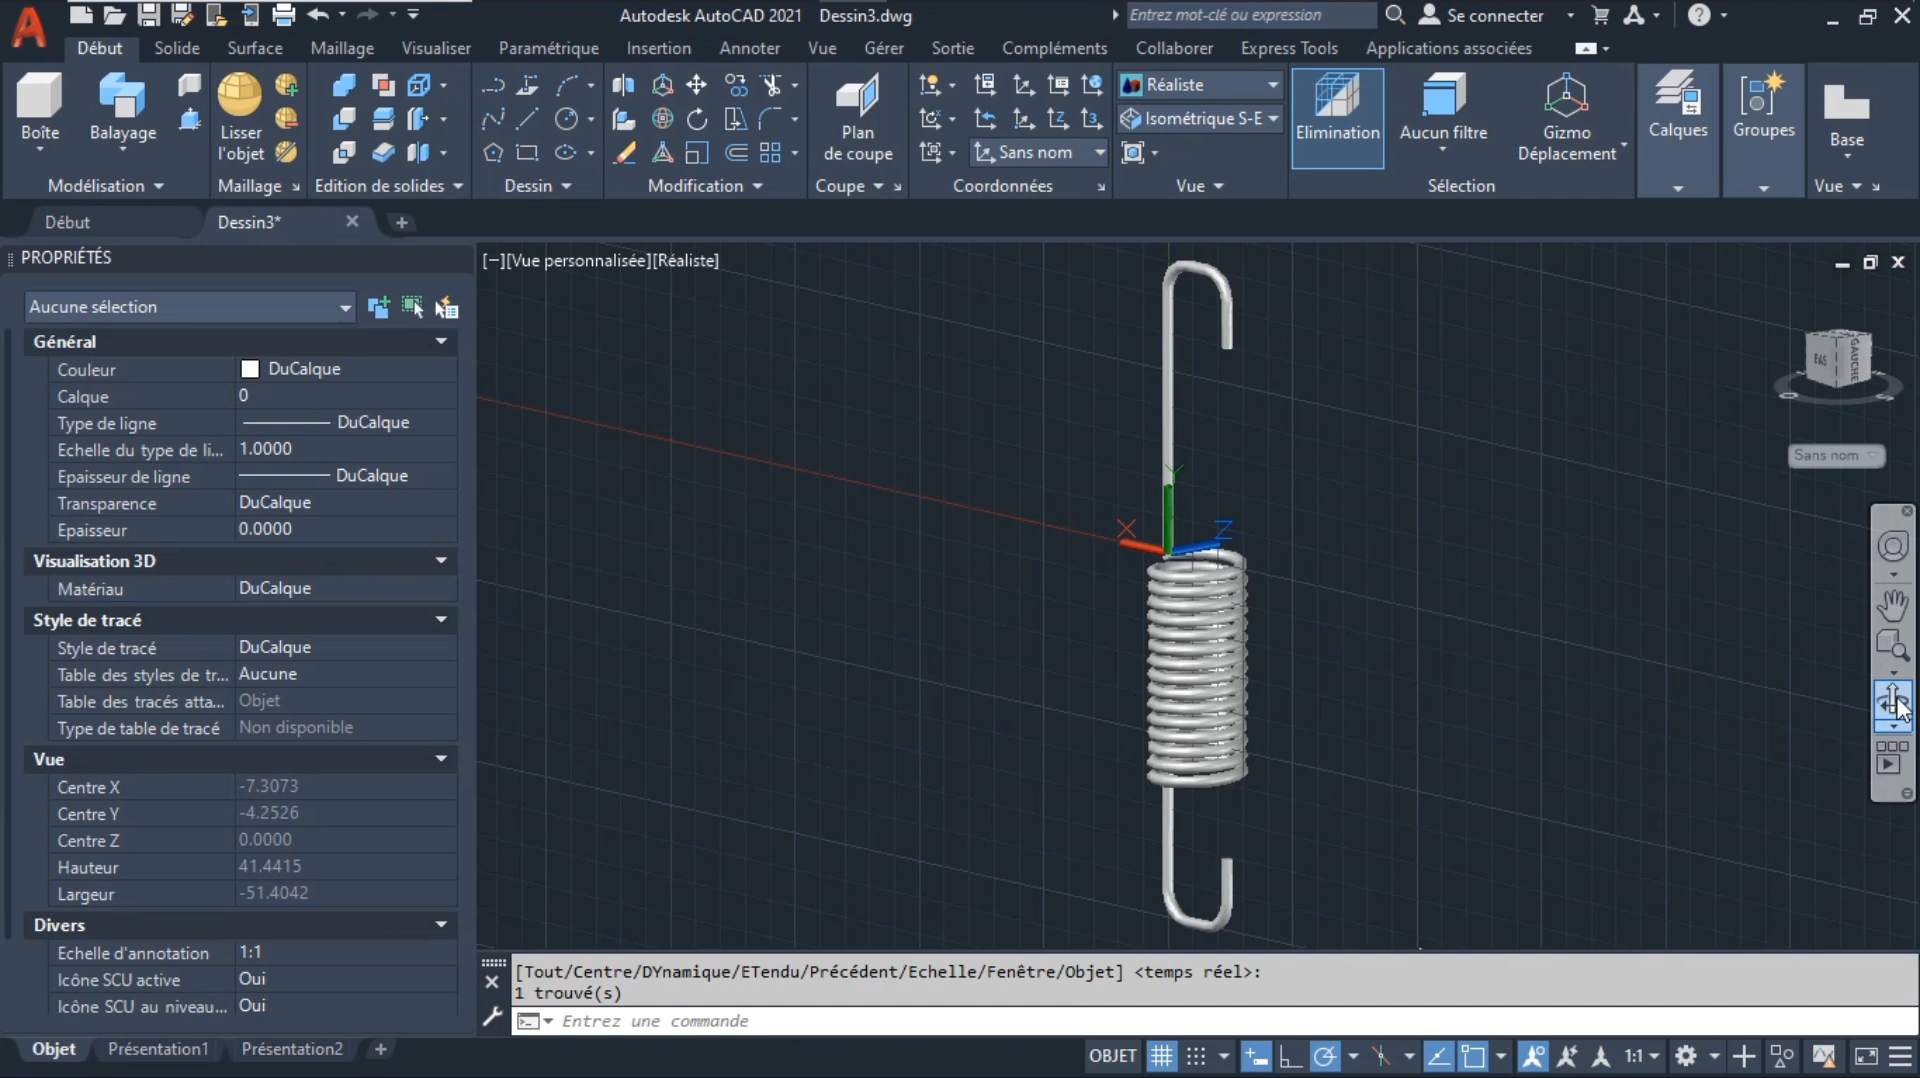 Autodesk AutoCAD 2021 Dessin3.dwg
Entrez mot-clé ou expression
Se connecter
Début Solide Surface Maillage Visualiser Paramétrique Insertion Annoter Vue Gérer Sortie Compléments Collaborer Express Tools Applications associées
Boîte
Balayage
Lisser
l'objet
Plan
de coupe
Sans nom
Réaliste
Isométrique S-E
Elimination
Aucun filtre
Gizmo
Déplacement
Calques
Groupes
Base
Modélisation Maillage Edition de solides Dessin Modification Coupe Coordonnées Vue Sélection Vue
Début Dessin3*
PROPRIÉTÉS
Aucune sélection
Général
Couleur DuCalque
Calque 0
Type de ligne DuCalque
Echelle du type de li... 1.0000
Epaisseur de ligne DuCalque
Transparence DuCalque
Epaisseur 0.0000
Visualisation 3D
Matériau DuCalque
Style de tracé
Style de tracé DuCalque
Table des styles de tr... Aucune
Table des tracés atta... Objet
Type de table de tracé Non disponible
Vue
Centre X -7.3073
Centre Y -4.2526
Centre Z 0.0000
Hauteur 41.4415
Largeur -51.4042
Divers
Echelle d'annotation 1:1
Icône SCU active Oui
Icône SCU au niveau... Oui
[−][Vue personnalisée][Réaliste]
Y
X
Z
GAUCHE
Sans nom
[Tout/Centre/DYnamique/ETendu/Précédent/Echelle/Fenêtre/Objet] <temps réel>:
1 trouvé(s)
Entrez une commande
Objet Présentation1 Présentation2
OBJET
1:1